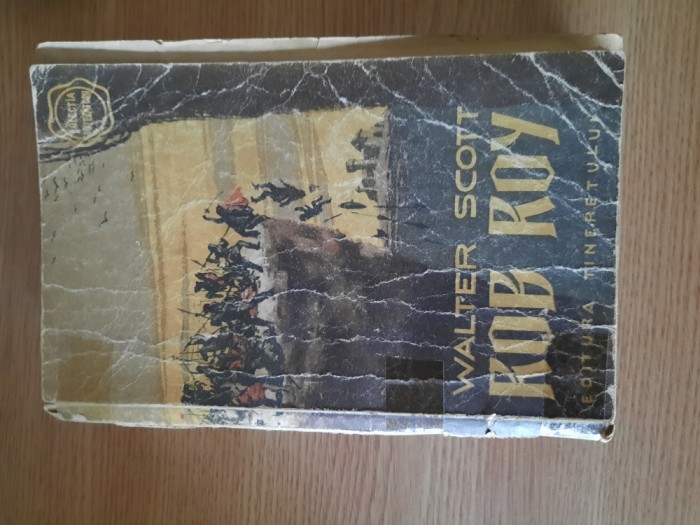 WALTER SCOTT
ROB ROY
EDITURA TINERETULUI